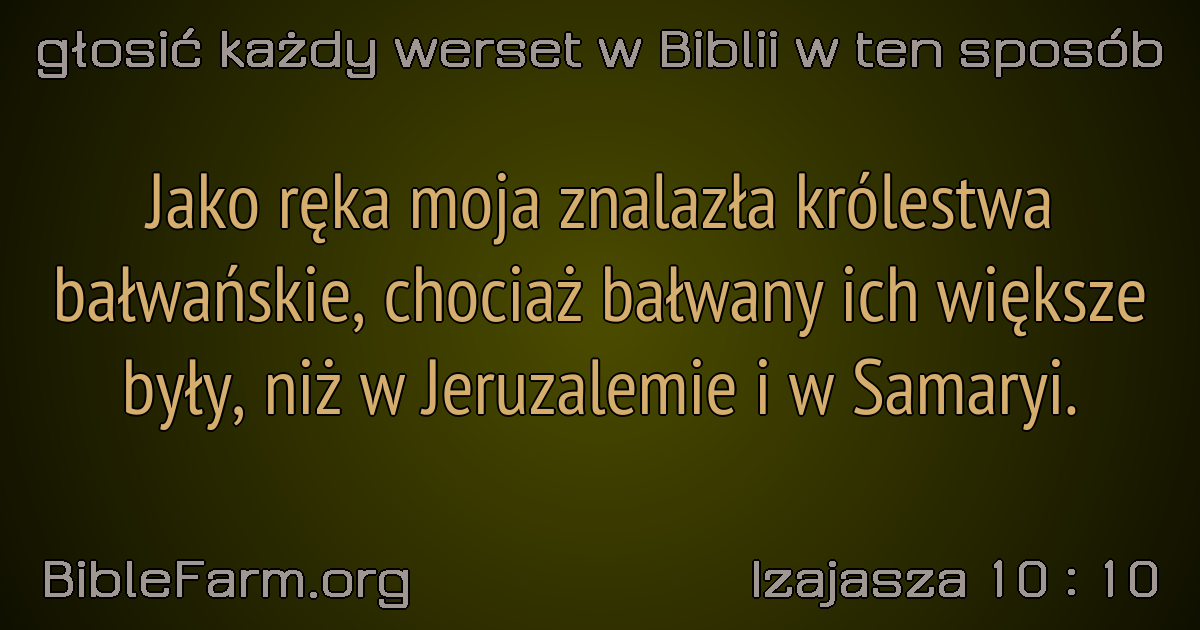 głosić każdy werset w Biblii w ten sposób
Jako ręka moja znalazła królestwa
bałwańskie, chociaż bałwany ich większe
były, niż w Jeruzalemie i w Samaryi.
BibleFarm.org
Izajasza 10 : 10